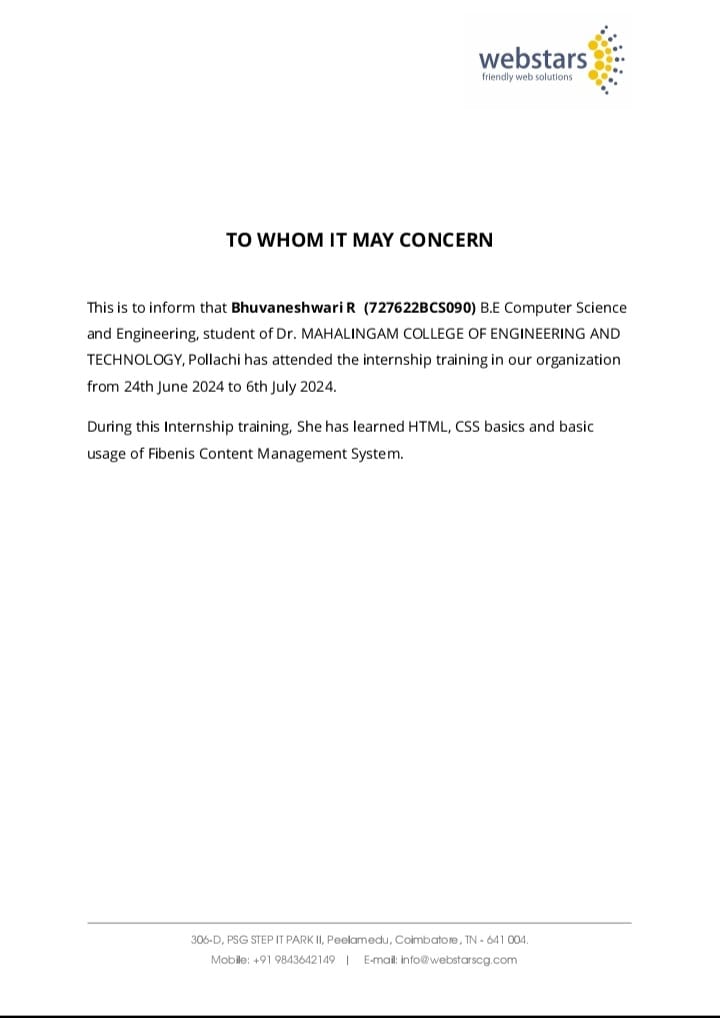 webstars
friendly web solutions
TO WHOM IT MAY CONCERN
This is to inform that Bhuvaneshwari R (727622BCS090) B.E Computer Science
and Engineering, student of Dr. MAHALINGAM COLLEGE OF ENGINEERING AND
TECHNOLOGY, Pollachi has attended the internship training in our organization
from 24th June 2024 to 6th July 2024.
During this Internship training, She has learned HTML, CSS basics and basic
usage of Fibenis Content Management System.
306-D, PSG STEP IT PARK II, Peelamedu, Coimbatore, TN - 641 004.
Mobile: +91 9843642149 | E-mail: info@webstarscg.com